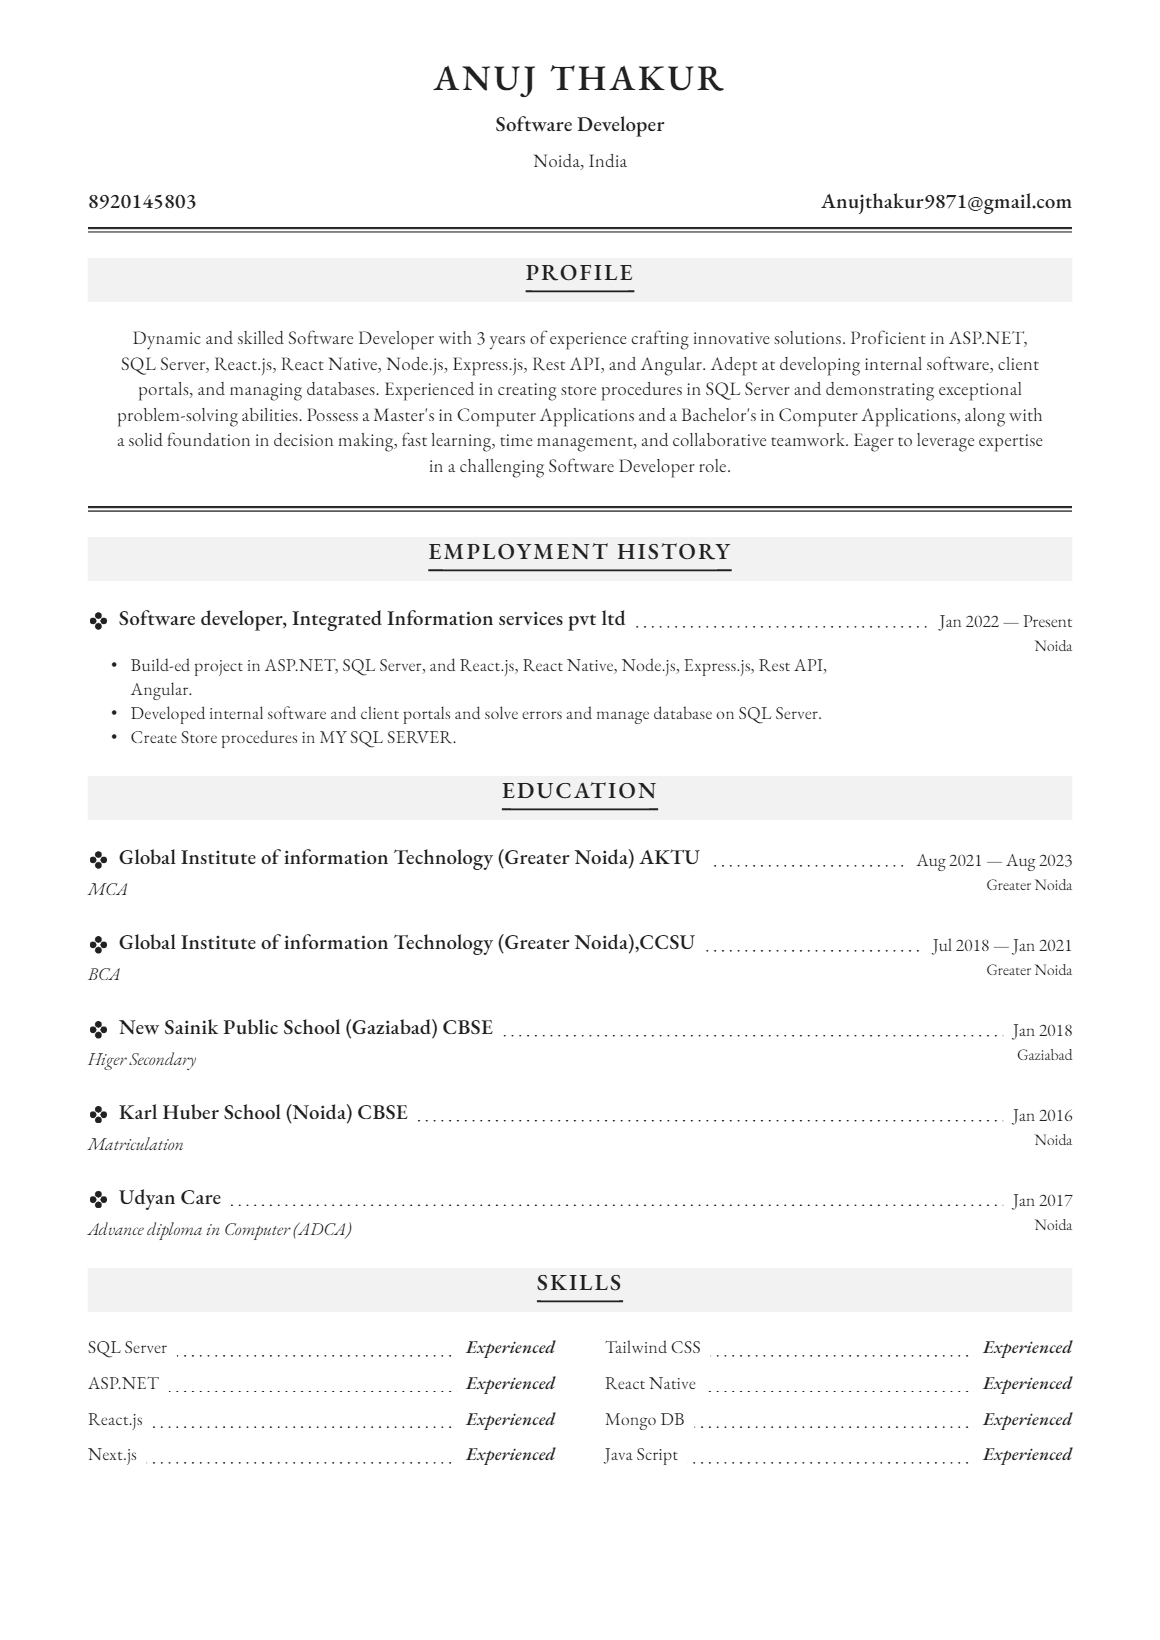 ANUJ THAKUR
Software Developer
Noida, India
8920145803 Anujthakur9871@gmail.com
PROFILE
Dynamic and skilled Software Developer with 3 years of experience crafting innovative solutions. Proficient in ASP.NET,
SQL Server, React.js, React Native, Node.js, Express.js, Rest API, and Angular. Adept at developing internal software, client
portals, and managing databases. Experienced in creating store procedures in SQL Server and demonstrating exceptional
problem-solving abilities. Possess a Master's in Computer Applications and a Bachelor's in Computer Applications, along with
a solid foundation in decision making, fast learning, time management, and collaborative teamwork. Eager to leverage expertise
in a challenging Software Developer role.
EMPLOYMENT HISTORY
Software developer, Integrated Information services pvt ltd Jan 2022 — Present
Noida
• Build-ed project in ASP.NET, SQL Server, and React.js, React Native, Node.js, Express.js, Rest API,
Angular.
• Developed internal software and client portals and solve errors and manage database on SQL Server.
• Create Store procedures in MY SQL SERVER.
EDUCATION
Global Institute of information Technology (Greater Noida) AKTU Aug 2021 — Aug 2023
MCA Greater Noida
Global Institute of information Technology (Greater Noida),CCSU Jul 2018 — Jan 2021
BCA Greater Noida
New Sainik Public School (Gaziabad) CBSE Jan 2018
Higer Secondary Gaziabad
Karl Huber School (Noida) CBSE Jan 2016
Matriculation Noida
Udyan Care Jan 2017
Advance diploma in Computer (ADCA) Noida
SKILLS
SQL Server Experienced Tailwind CSS Experienced
ASP.NET Experienced React Native Experienced
React.js Experienced Mongo DB Experienced
Next.js Experienced Java Script Experienced